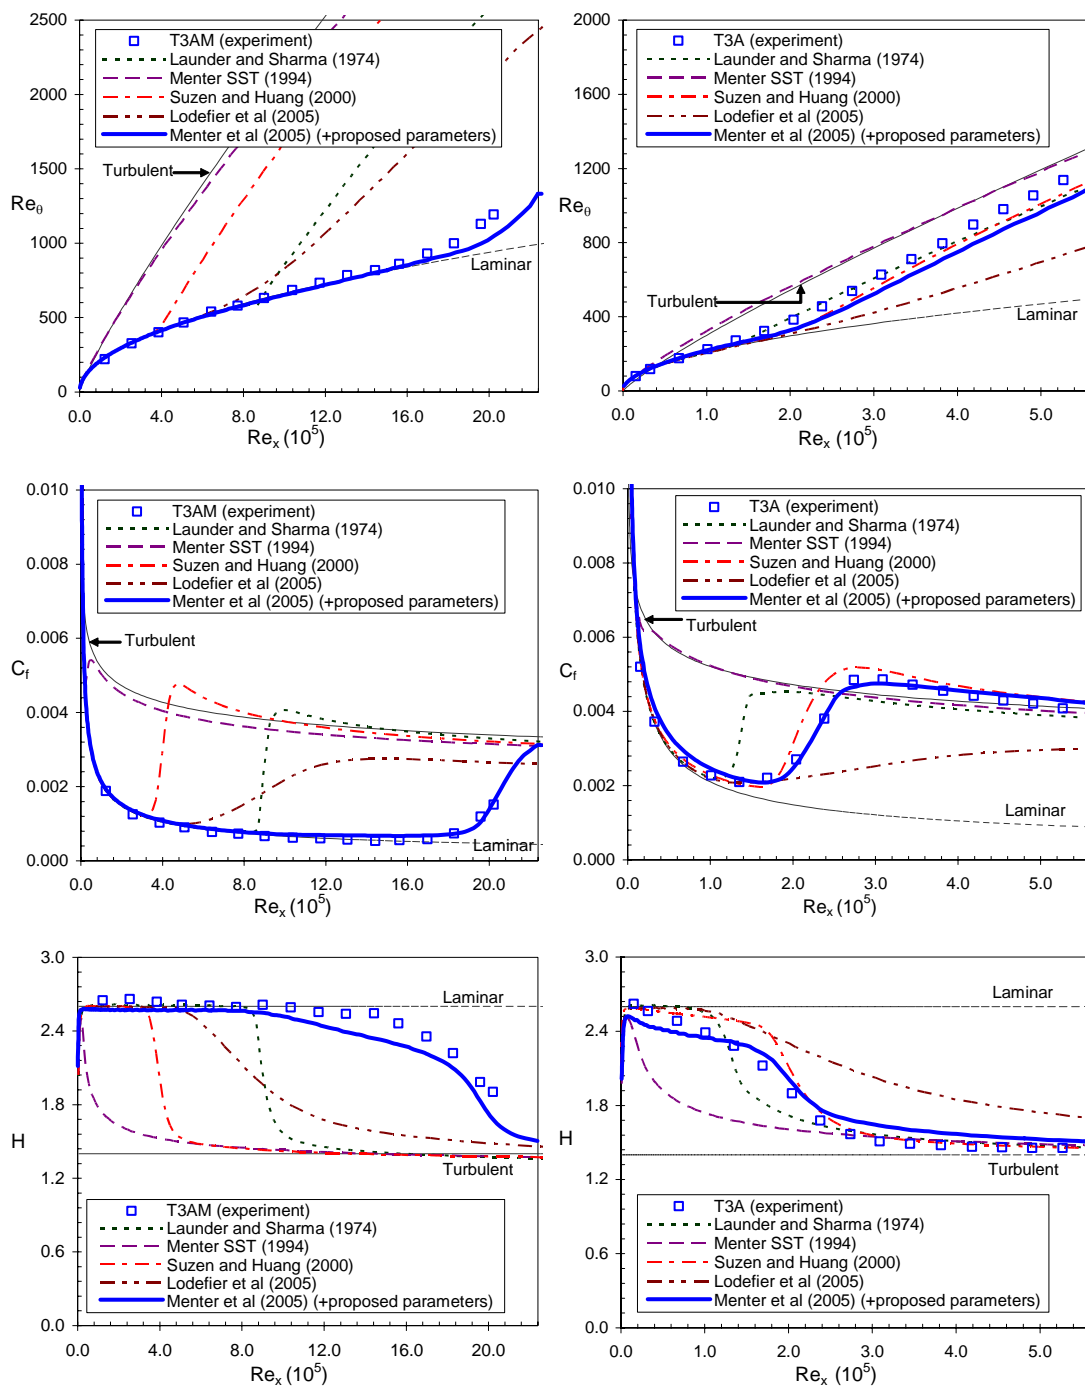 2500
2000
1500
Re_θ
1000
500
0
T3AM (experiment)
Launder and Sharma (1974)
Menter SST (1994)
Suzen and Huang (2000)
Lodefier et al (2005)
Menter et al (2005) (+proposed parameters)
Turbulent
Laminar
0.0 4.0 8.0 12.0 16.0 20.0
Re_x (10^5)
2000
1600
1200
Re_θ
800
400
0
T3A (experiment)
Launder and Sharma (1974)
Menter SST (1994)
Suzen and Huang (2000)
Lodefier et al (2005)
Menter et al (2005) (+proposed parameters)
Turbulent
Laminar
0.0 1.0 2.0 3.0 4.0 5.0
Re_x (10^5)
0.010
0.008
0.006
C_f
0.004
0.002
0.000
T3AM (experiment)
Launder and Sharma (1974)
Menter SST (1994)
Suzen and Huang (2000)
Lodefier et al (2005)
Menter et al (2005) (+proposed parameters)
Turbulent
Laminar
0.0 4.0 8.0 12.0 16.0 20.0
Re_x (10^5)
0.010
0.008
0.006
C_f
0.004
0.002
0.000
T3A (experiment)
Launder and Sharma (1974)
Menter SST (1994)
Suzen and Huang (2000)
Lodefier et al (2005)
Menter et al (2005) (+proposed parameters)
Turbulent
Laminar
0.0 1.0 2.0 3.0 4.0 5.0
Re_x (10^5)
3.0
2.4
1.8
H
1.2
0.6
0.0
Laminar
Turbulent
T3AM (experiment)
Launder and Sharma (1974)
Menter SST (1994)
Suzen and Huang (2000)
Lodefier et al (2005)
Menter et al (2005) (+proposed parameters)
0.0 4.0 8.0 12.0 16.0 20.0
Re_x (10^5)
3.0
2.4
1.8
H
1.2
0.6
0.0
Laminar
Turbulent
T3A (experiment)
Launder and Sharma (1974)
Menter SST (1994)
Suzen and Huang (2000)
Lodefier et al (2005)
Menter et al (2005) (+proposed parameters)
0.0 1.0 2.0 3.0 4.0 5.0
Re_x (10^5)